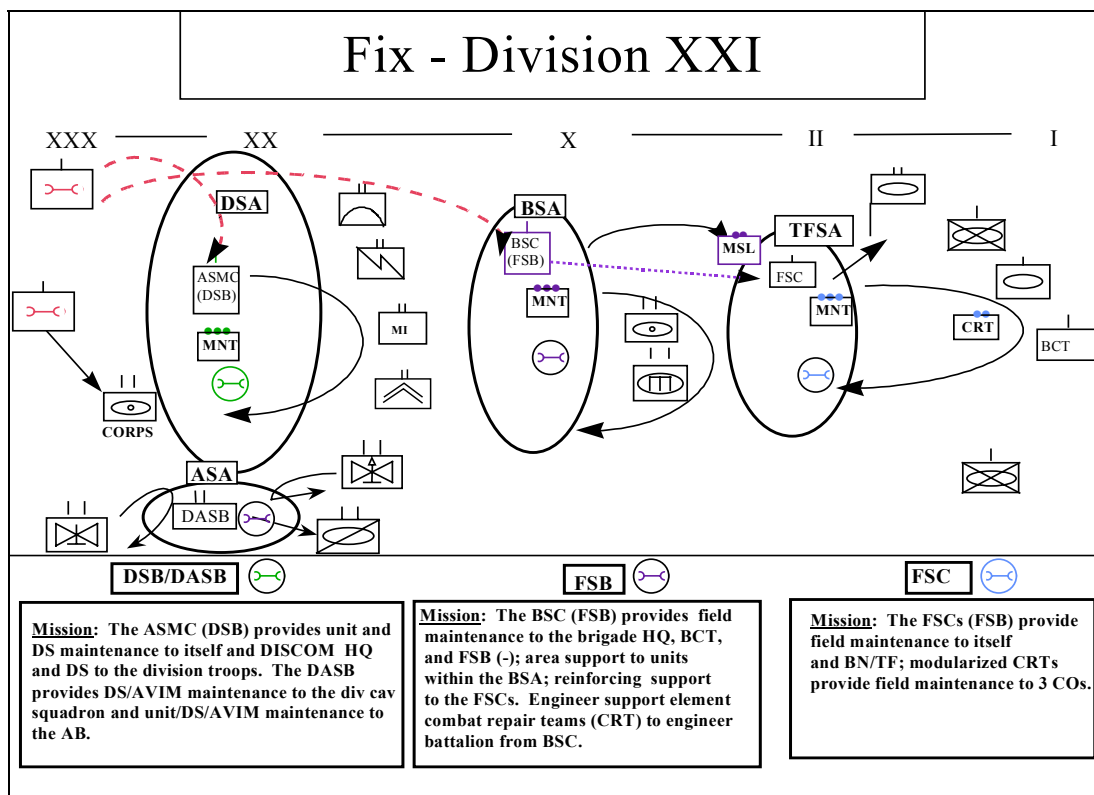 Fix - Division XXI
XXX XX X II I
DSA
BSA
TFSA
BSC
(FSB)
MSL
FSC
ASMC
(DSB)
MNT
MNT
MNT
MI
CRT
BCT
CORPS
ASA
DASB
DSB/DASB
FSB
FSC
Mission: The ASMC (DSB) provides unit and
DS maintenance to itself and DISCOM HQ
and DS to the division troops. The DASB
provides DS/AVIM maintenance to the div cav
squadron and unit/DS/AVIM maintenance to
the AB.
Mission: The BSC (FSB) provides field
maintenance to the brigade HQ, BCT,
and FSB (-); area support to units
within the BSA; reinforcing support
to the FSCs. Engineer support element
combat repair teams (CRT) to engineer
battalion from BSC.
Mission: The FSCs (FSB) provide
field maintenance to itself
and BN/TF; modularized CRTs
provide field maintenance to 3 COs.